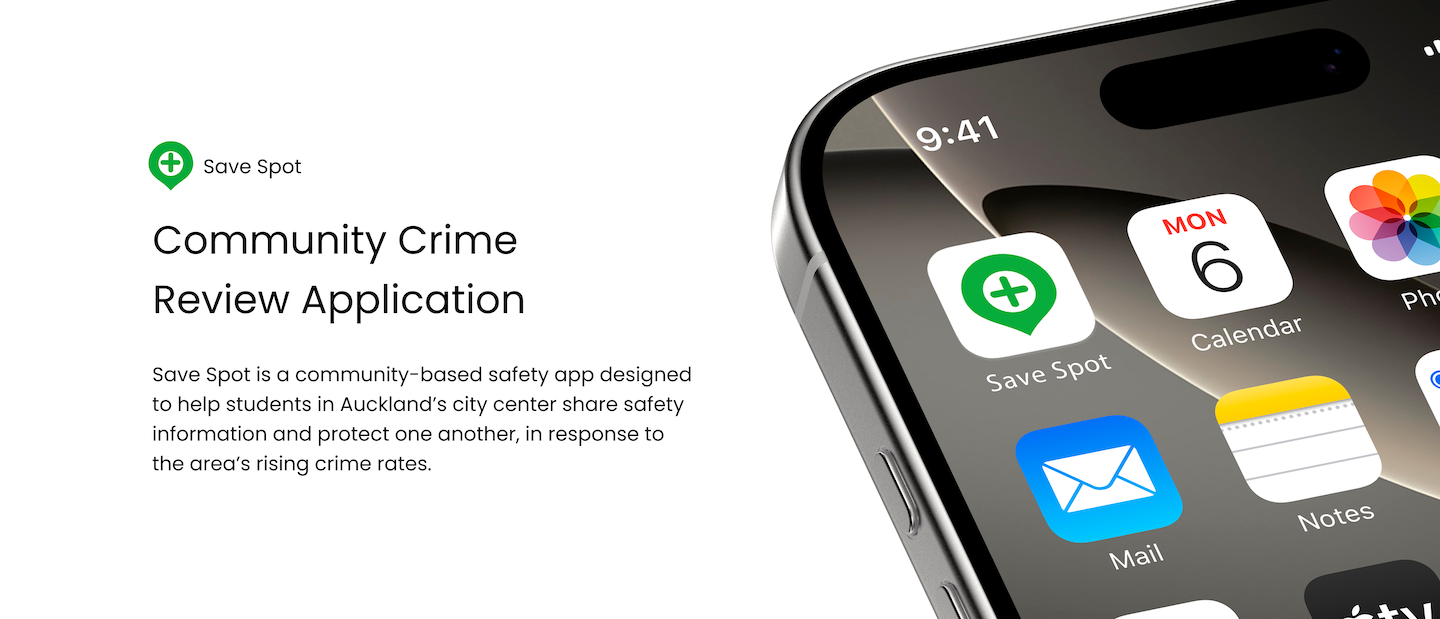 Save Spot
Community Crime
Review Application
Save Spot is a community-based safety app designed
to help students in Auckland’s city center share safety
information and protect one another, in response to
the area’s rising crime rates.
9:41
MON
6
Save Spot
Calendar
Mail
Notes
tv